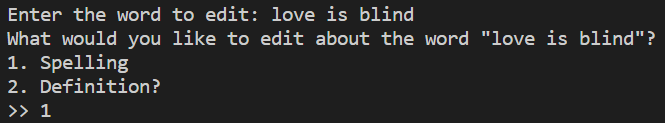 Enter the word to edit: love is blind
What would you like to edit about the word "love is blind"?
1. Spelling
2. Definition?
>> 1